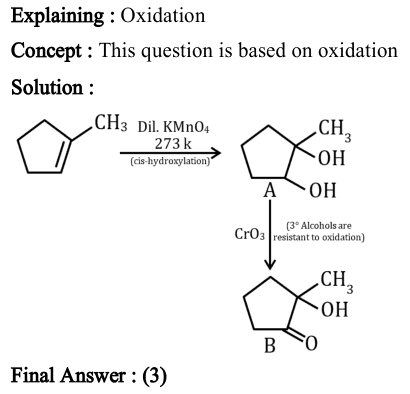 Explaining : Oxidation
Concept : This question is based on oxidation
Solution :
CH₃ Dil. KMnO₄
273 k
(cis-hydroxylation)
CH₃
OH
A OH
CrO₃ (3° Alcohols are
resistant to oxidation)
CH₃
OH
B O
Final Answer : (3)